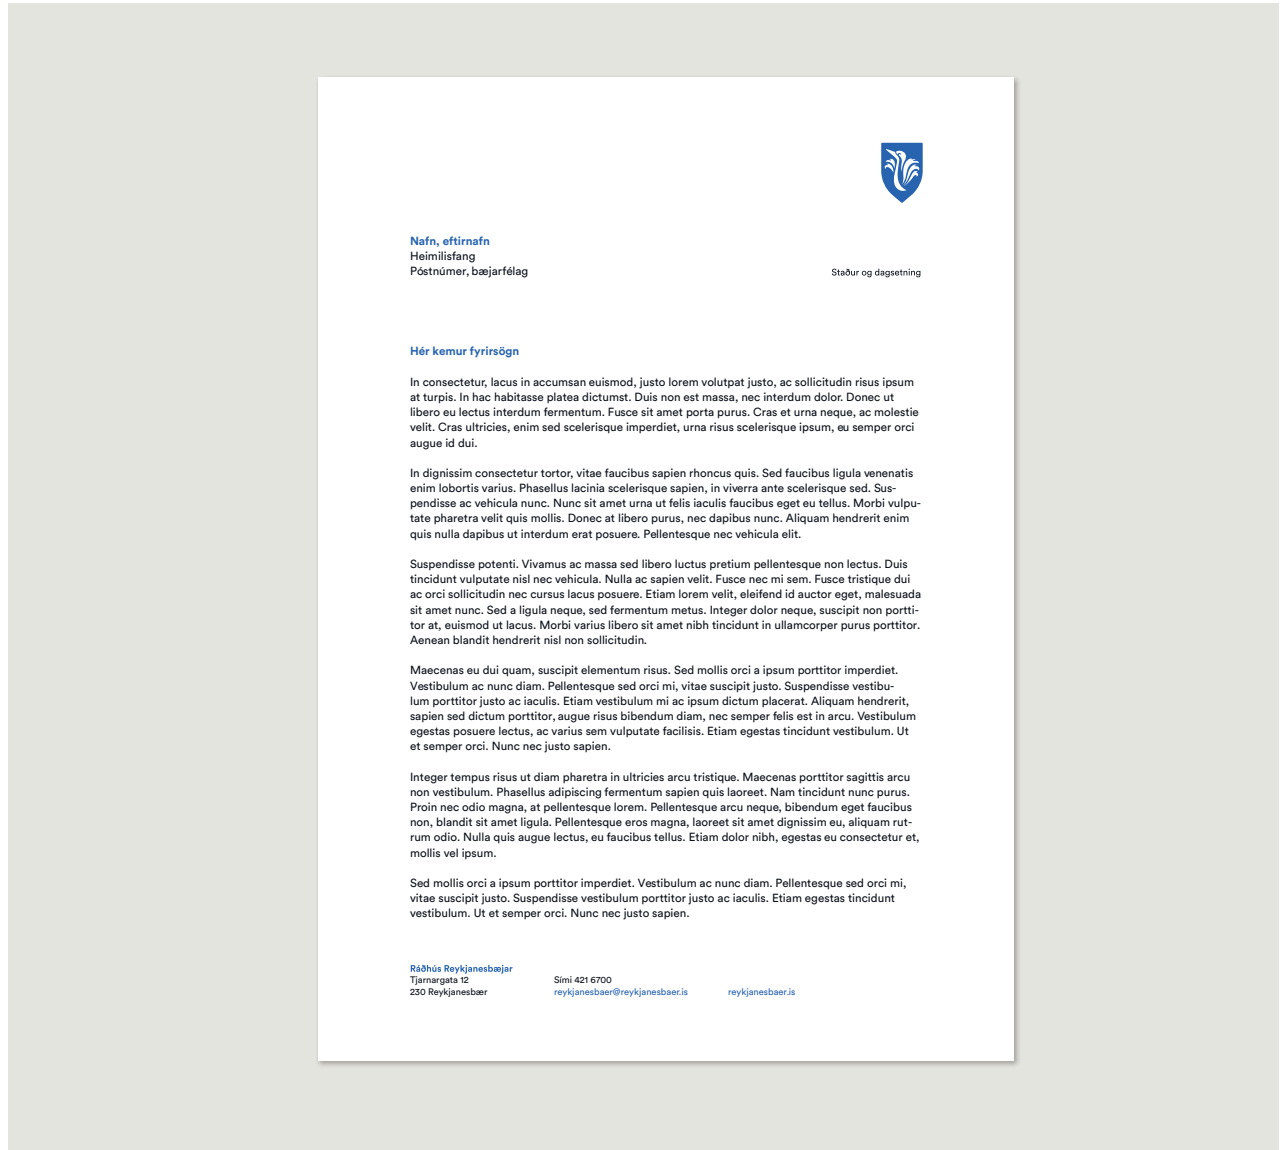 Nafn, eftirnafn
Heimilisfang
Póstnúmer, bæjarfélag
Staður og dagsetning
Hér kemur fyrirsögn
In consectetur, lacus in accumsan euismod, justo lorem volutpat justo, ac sollicitudin risus ipsum
at turpis. In hac habitasse platea dictumst. Duis non est massa, nec interdum dolor. Donec ut
libero eu lectus interdum fermentum. Fusce sit amet porta purus. Cras et urna neque, ac molestie
velit. Cras ultricies, enim sed scelerisque imperdiet, urna risus scelerisque ipsum, eu semper orci
augue id dui.
In dignissim consectetur tortor, vitae faucibus sapien rhoncus quis. Sed faucibus ligula venenatis
enim lobortis varius. Phasellus lacinia scelerisque sapien, in viverra ante scelerisque sed. Sus-
pendisse ac vehicula nunc. Nunc sit amet urna ut felis iaculis faucibus eget eu tellus. Morbi vulpu-
tate pharetra velit quis mollis. Donec at libero purus, nec dapibus nunc. Aliquam hendrerit enim
quis nulla dapibus ut interdum erat posuere. Pellentesque nec vehicula elit.
Suspendisse potenti. Vivamus ac massa sed libero luctus pretium pellentesque non lectus. Duis
tincidunt vulputate nisl nec vehicula. Nulla ac sapien velit. Fusce nec mi sem. Fusce tristique dui
ac orci sollicitudin nec cursus lacus posuere. Etiam lorem velit, eleifend id auctor eget, malesuada
sit amet nunc. Sed a ligula neque, sed fermentum metus. Integer dolor neque, suscipit non portti-
tor at, euismod ut lacus. Morbi varius libero sit amet nibh tincidunt in ullamcorper purus porttitor.
Aenean blandit hendrerit nisl non sollicitudin.
Maecenas eu dui quam, suscipit elementum risus. Sed mollis orci a ipsum porttitor imperdiet.
Vestibulum ac nunc diam. Pellentesque sed orci mi, vitae suscipit justo. Suspendisse vestibu-
lum porttitor justo ac iaculis. Etiam vestibulum mi ac ipsum dictum placerat. Aliquam hendrerit,
sapien sed dictum porttitor, augue risus bibendum diam, nec semper felis est in arcu. Vestibulum
egestas posuere lectus, ac varius sem vulputate facilisis. Etiam egestas tincidunt vestibulum. Ut
et semper orci. Nunc nec justo sapien.
Integer tempus risus ut diam pharetra in ultricies arcu tristique. Maecenas porttitor sagittis arcu
non vestibulum. Phasellus adipiscing fermentum sapien quis laoreet. Nam tincidunt nunc purus.
Proin nec odio magna, at pellentesque lorem. Pellentesque arcu neque, bibendum eget faucibus
non, blandit sit amet ligula. Pellentesque eros magna, laoreet sit amet dignissim eu, aliquam rut-
rum odio. Nulla quis augue lectus, eu faucibus tellus. Etiam dolor nibh, egestas eu consectetur et,
mollis vel ipsum.
Sed mollis orci a ipsum porttitor imperdiet. Vestibulum ac nunc diam. Pellentesque sed orci mi,
vitae suscipit justo. Suspendisse vestibulum porttitor justo ac iaculis. Etiam egestas tincidunt
vestibulum. Ut et semper orci. Nunc nec justo sapien.
Ráðhús Reykjanesbæjar
Tjarnargata 12
230 Reykjanesbær
Sími 421 6700
reykjanesbaer@reykjanesbaer.is
reykjanesbaer.is